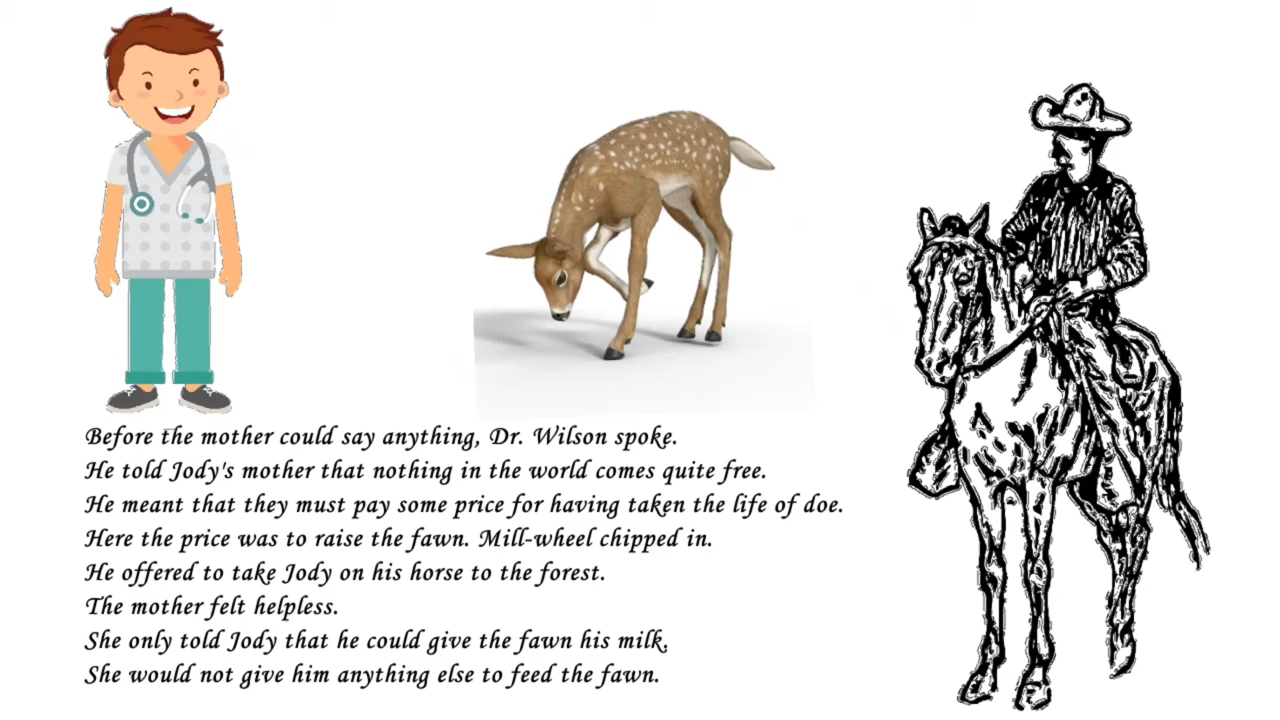 Before the mother could say anything, Dr. Wilson spoke.
He told Jody's mother that nothing in the world comes quite free.
He meant that they must pay some price for having taken the life of doe.
Here the price was to raise the fawn. Mill-wheel chipped in.
He offered to take Jody on his horse to the forest.
The mother felt helpless.
She only told Jody that he could give the fawn his milk.
She would not give him anything else to feed the fawn.